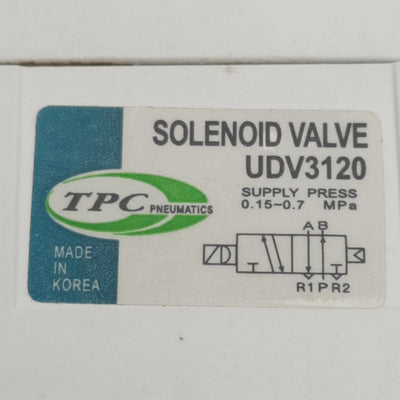 SOLENOID VALVE
UDV3120
TPC PNEUMATICS
SUPPLY PRESS
0.15~0.7 MPa
MADE
IN
KOREA
A B
R1 P R2